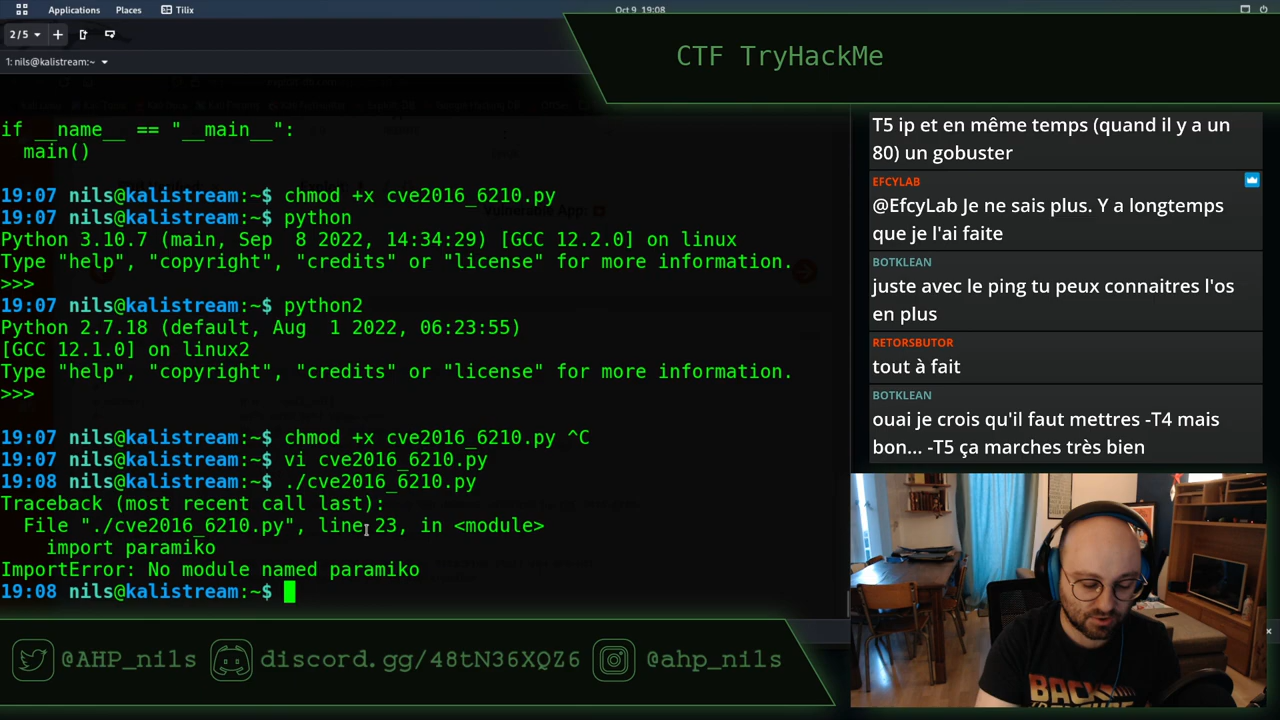 Applications Places Tilix
Oct 9 19:08
2/5
1: nils@kalistream:~
CTF TryHackMe
if __name__ == "__main__":
main()
19:07 nils@kalistream:~$ chmod +x cve2016_6210.py
19:07 nils@kalistream:~$ python
Python 3.10.7 (main, Sep 8 2022, 14:34:29) [GCC 12.2.0] on linux
Type "help", "copyright", "credits" or "license" for more information.
>>>
19:07 nils@kalistream:~$ python2
Python 2.7.18 (default, Aug 1 2022, 06:23:55)
[GCC 12.1.0] on linux2
Type "help", "copyright", "credits" or "license" for more information.
>>>
19:07 nils@kalistream:~$ chmod +x cve2016_6210.py ^C
19:07 nils@kalistream:~$ vi cve2016_6210.py
19:08 nils@kalistream:~$ ./cve2016_6210.py
Traceback (most recent call last):
File "./cve2016_6210.py", line 23, in <module>
import paramiko
ImportError: No module named paramiko
19:08 nils@kalistream:~$
T5 ip et en même temps (quand il y a un
80) un gobuster
EFCYLAB
@EfcyLab Je ne sais plus. Y a longtemps
que je l'ai faite
BOTKLEAN
juste avec le ping tu peux connaitres l'os
en plus
RETORSBUTOR
tout à fait
BOTKLEAN
ouai je crois qu'il faut mettres -T4 mais
bon... -T5 ça marches très bien
Vulnerable App:
BACK
@AHP_nils discord.gg/48tN36XQZ6 @ahp_nils